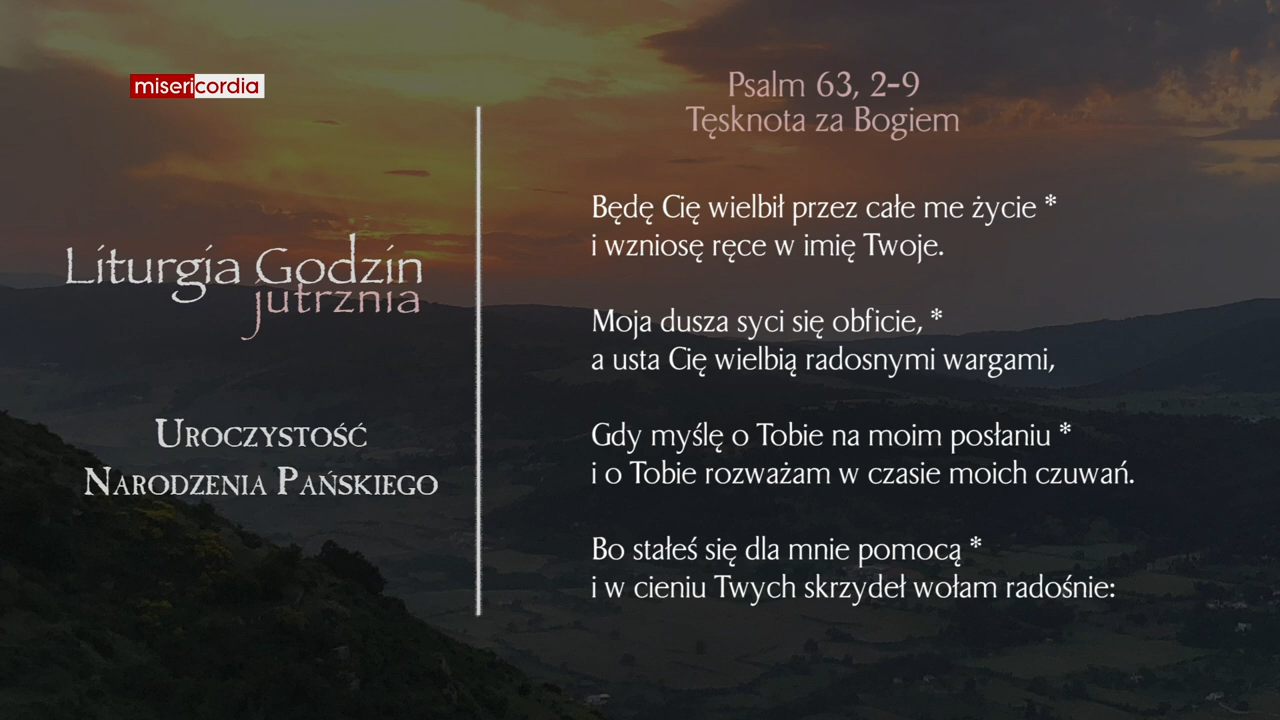 misericordia
Liturgia Godzin
jutrznia
Uroczystość
Narodzenia Pańskiego
Psalm 63, 2-9
Tęsknota za Bogiem
Będę Cię wielbił przez całe me życie *
i wzniosę ręce w imię Twoje.
Moja dusza syci się obficie, *
a usta Cię wielbią radosnymi wargami,
Gdy myślę o Tobie na moim posłaniu *
i o Tobie rozważam w czasie moich czuwań.
Bo stałeś się dla mnie pomocą *
i w cieniu Twych skrzydeł wołam radośnie: